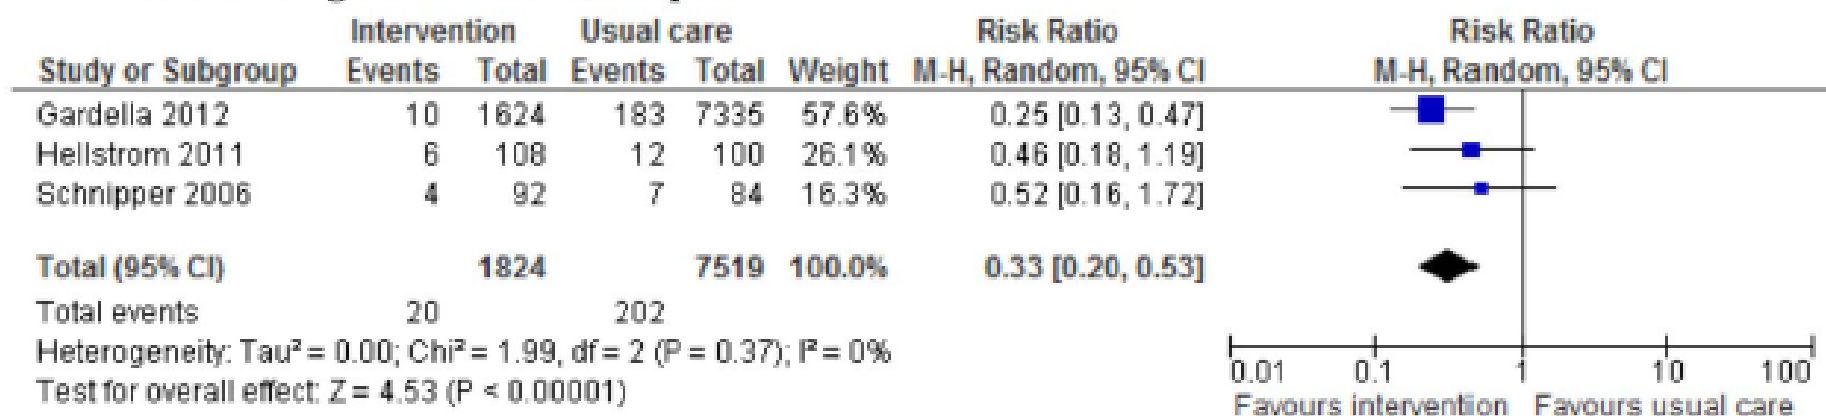 Intervention Usual care Risk Ratio Risk Ratio
Study or Subgroup Events Total Events Total Weight M-H, Random, 95% CI M-H, Random, 95% CI
Gardella 2012 10 1624 183 7335 57.6% 0.25 [0.13, 0.47]
Hellstrom 2011 6 108 12 100 26.1% 0.46 [0.18, 1.19]
Schnipper 2006 4 92 7 84 16.3% 0.52 [0.16, 1.72]
Total (95% CI) 1824 7519 100.0% 0.33 [0.20, 0.53]
Total events 20 202
Heterogeneity: Tau² = 0.00; Chi² = 1.99, df = 2 (P = 0.37); I² = 0%
Test for overall effect: Z = 4.53 (P < 0.00001)
0.01 0.1 1 10 100
Favours intervention Favours usual care